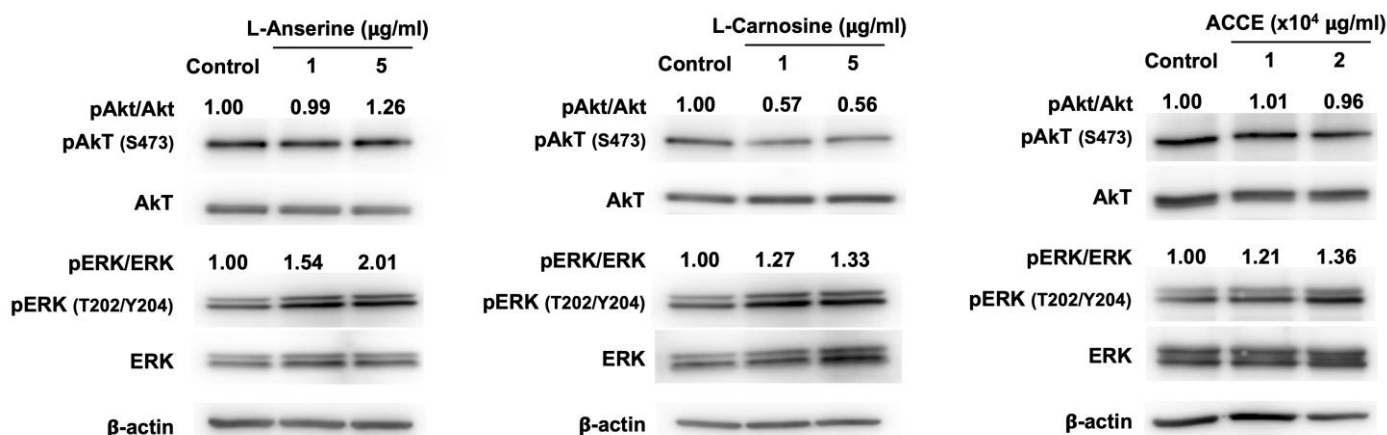 L-Anserine (µg/ml)
Control 1 5
pAkt/Akt 1.00 0.99 1.26
pAkT (S473)
AkT
pERK/ERK 1.00 1.54 2.01
pERK (T202/Y204)
ERK
β-actin
L-Carnosine (µg/ml)
Control 1 5
pAkt/Akt 1.00 0.57 0.56
pAkT (S473)
AkT
pERK/ERK 1.00 1.27 1.33
pERK (T202/Y204)
ERK
β-actin
ACCE (x10⁴ µg/ml)
Control 1 2
pAkt/Akt 1.00 1.01 0.96
pAkT (S473)
AkT
pERK/ERK 1.00 1.21 1.36
pERK (T202/Y204)
ERK
β-actin